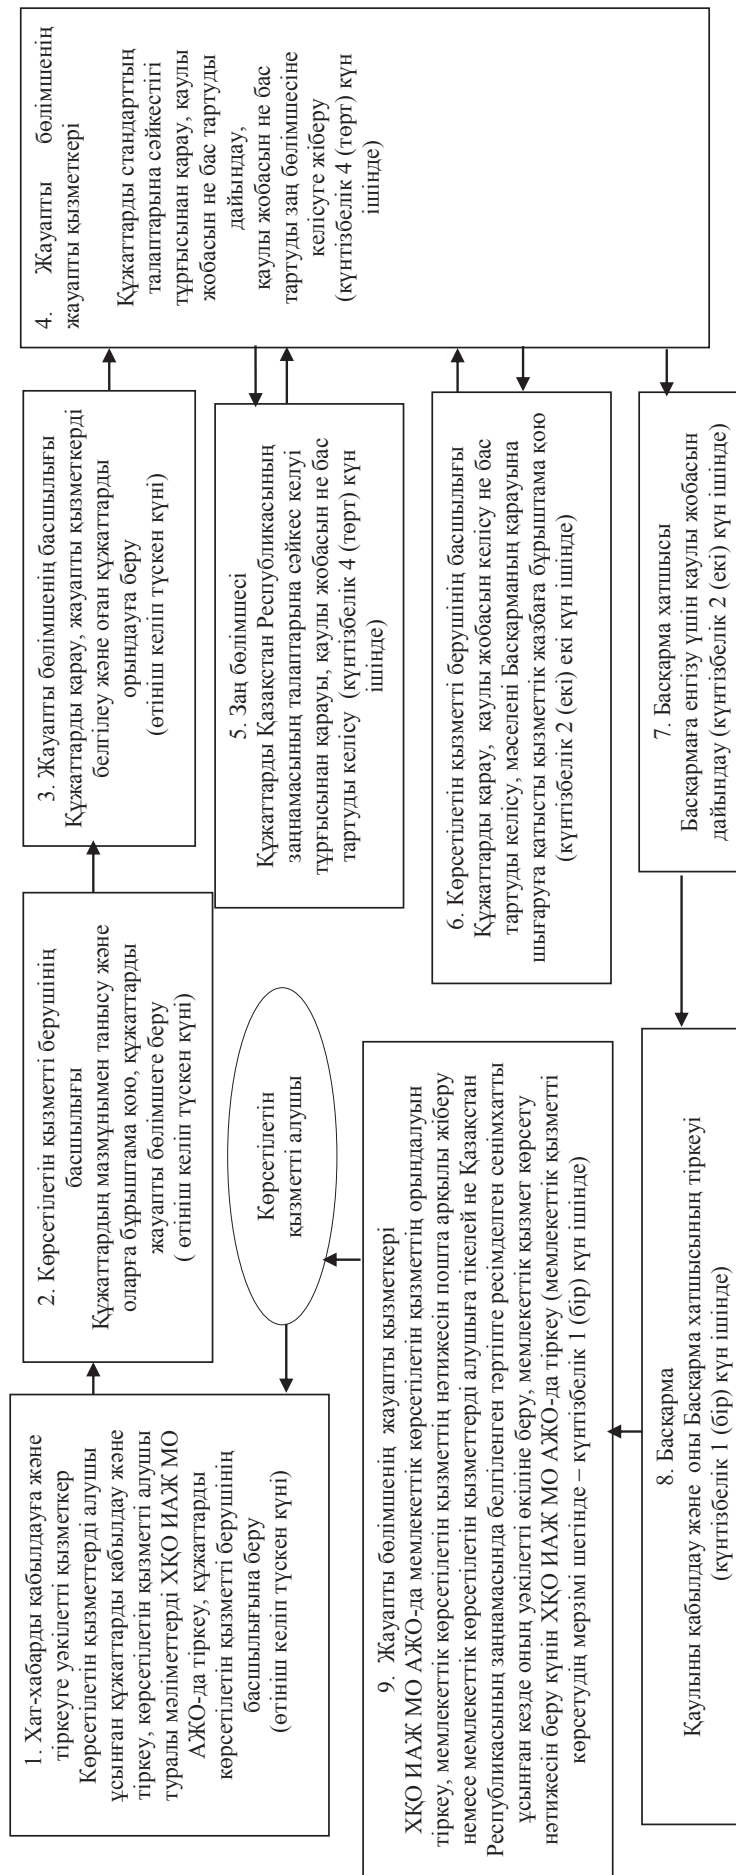 1. Хат-хабарды қабылдауға және
тіркеуге уәкілетті қызметкер
Көрсетілетін қызметтерді алушы
ұсынған құжаттарды қабылдау және
тіркеу, көрсетілетін қызметті алушы
туралы мәліметтерді ХҚО ИАЖ МО
АЖО-да тіркеу, құжаттарды
көрсетілетін қызметті берушінің
басшылығына беру
(өтініш келіп түскен күні)
2. Көрсетілетін қызметті берушінің
басшылығы
Құжаттардың мазмұнымен танысу және
оларға бұрыштама қою, құжаттарды
жауапты бөлімшеге беру
( өтініш келіп түскен күні)
3. Жауапты бөлімшенің басшылығы
Құжаттарды қарау, жауапты қызметкерді
белгілеу және оған құжаттарды
орындауға беру
(өтініш келіп түскен күні)
4. Жауапты бөлімшенің
жауапты қызметкері
Құжаттарды стандарттың
талаптарына сәйкестігі
тұрғысынан қарау, қаулы
жобасын не бас тартуды
дайындау,
қаулы жобасын не бас
тартуды заң бөлімшесіне
келісуге жіберу
(күнтізбелік 4 (төрт) күн
ішінде)
Көрсетілетін
қызметті алушы
5. Заң бөлімшесі
Құжаттарды Қазақстан Республикасының
заңнамасының талаптарына сәйкес келуі
тұрғысынан қарауы, қаулы жобасын не бас
тартуды келісу (күнтізбелік 4 (төрт) күн
ішінде)
6. Көрсетілетін қызметті берушінің басшылығы
Құжаттарды қарау, қаулы жобасын келісу не бас
тартуды келісу, мәселені Басқарманың қарауына
шығаруға қатысты қызметтік жазбаға бұрыштама қою
(күнтізбелік 2 (екі) екі күн ішінде)
7. Басқарма хатшысы
Басқармаға енгізу үшін қаулы жобасын
дайындау (күнтізбелік 2 (екі) күн ішінде)
8. Басқарма
Қаулыны қабылдау және оны Басқарма хатшысының тіркеуі
(күнтізбелік 1 (бір) күн ішінде)
9. Жауапты бөлімшенің жауапты қызметкері
ХҚО ИАЖ МО АЖО-да мемлекеттік көрсетілетін қызметтің орындалуын
тіркеу, мемлекеттік көрсетілетін қызметтің нәтижесін пошта арқылы жіберу
немесе мемлекеттік көрсетілетін қызметтерді алушыға тікелей не Қазақстан
Республикасының заңнамасында белгіленген тәртіпте ресімделген сенімхатты
ұсынған кезде оның уәкілетті өкіліне беру, мемлекеттік қызмет көрсету
нәтижесін беру күнін ХҚО ИАЖ МО АЖО-да тіркеу (мемлекеттік қызметті
көрсетудің мерзімі шегінде – күнтізбелік 1 (бір) күн ішінде)